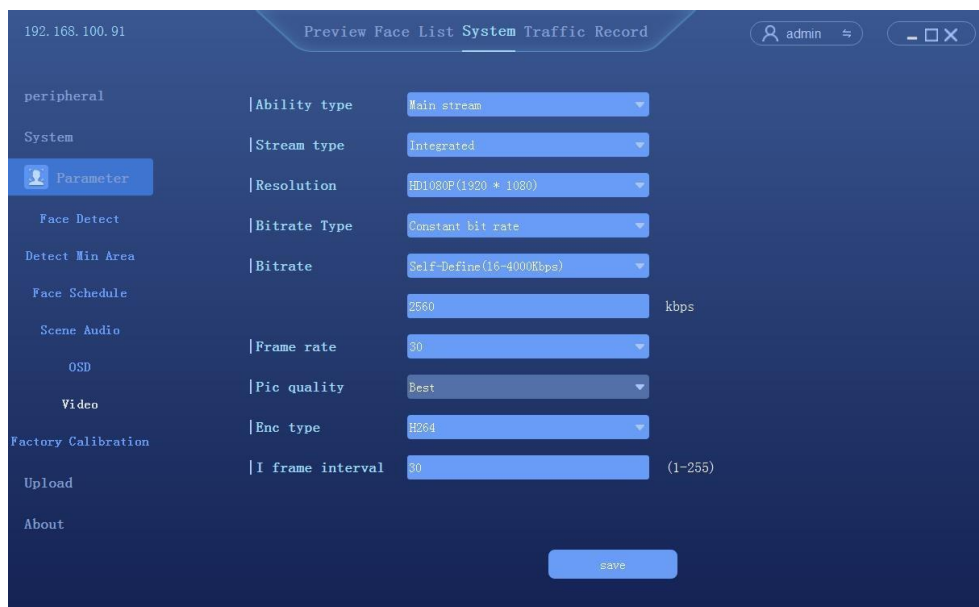 192.168.100.91
Preview Face List System Traffic Record
admin
peripheral
System
Parameter
Face Detect
Detect Min Area
Face Schedule
Scene Audio
OSD
Video
Factory Calibration
Upload
About
Ability type Main stream
Stream type Integrated
Resolution HD1080P(1920 * 1080)
Bitrate Type Constant bit rate
Bitrate Self-Define(16-4000Kbps)
2560 kbps
Frame rate 30
Pic quality Best
Enc type H264
I frame interval 30 (1-255)
save